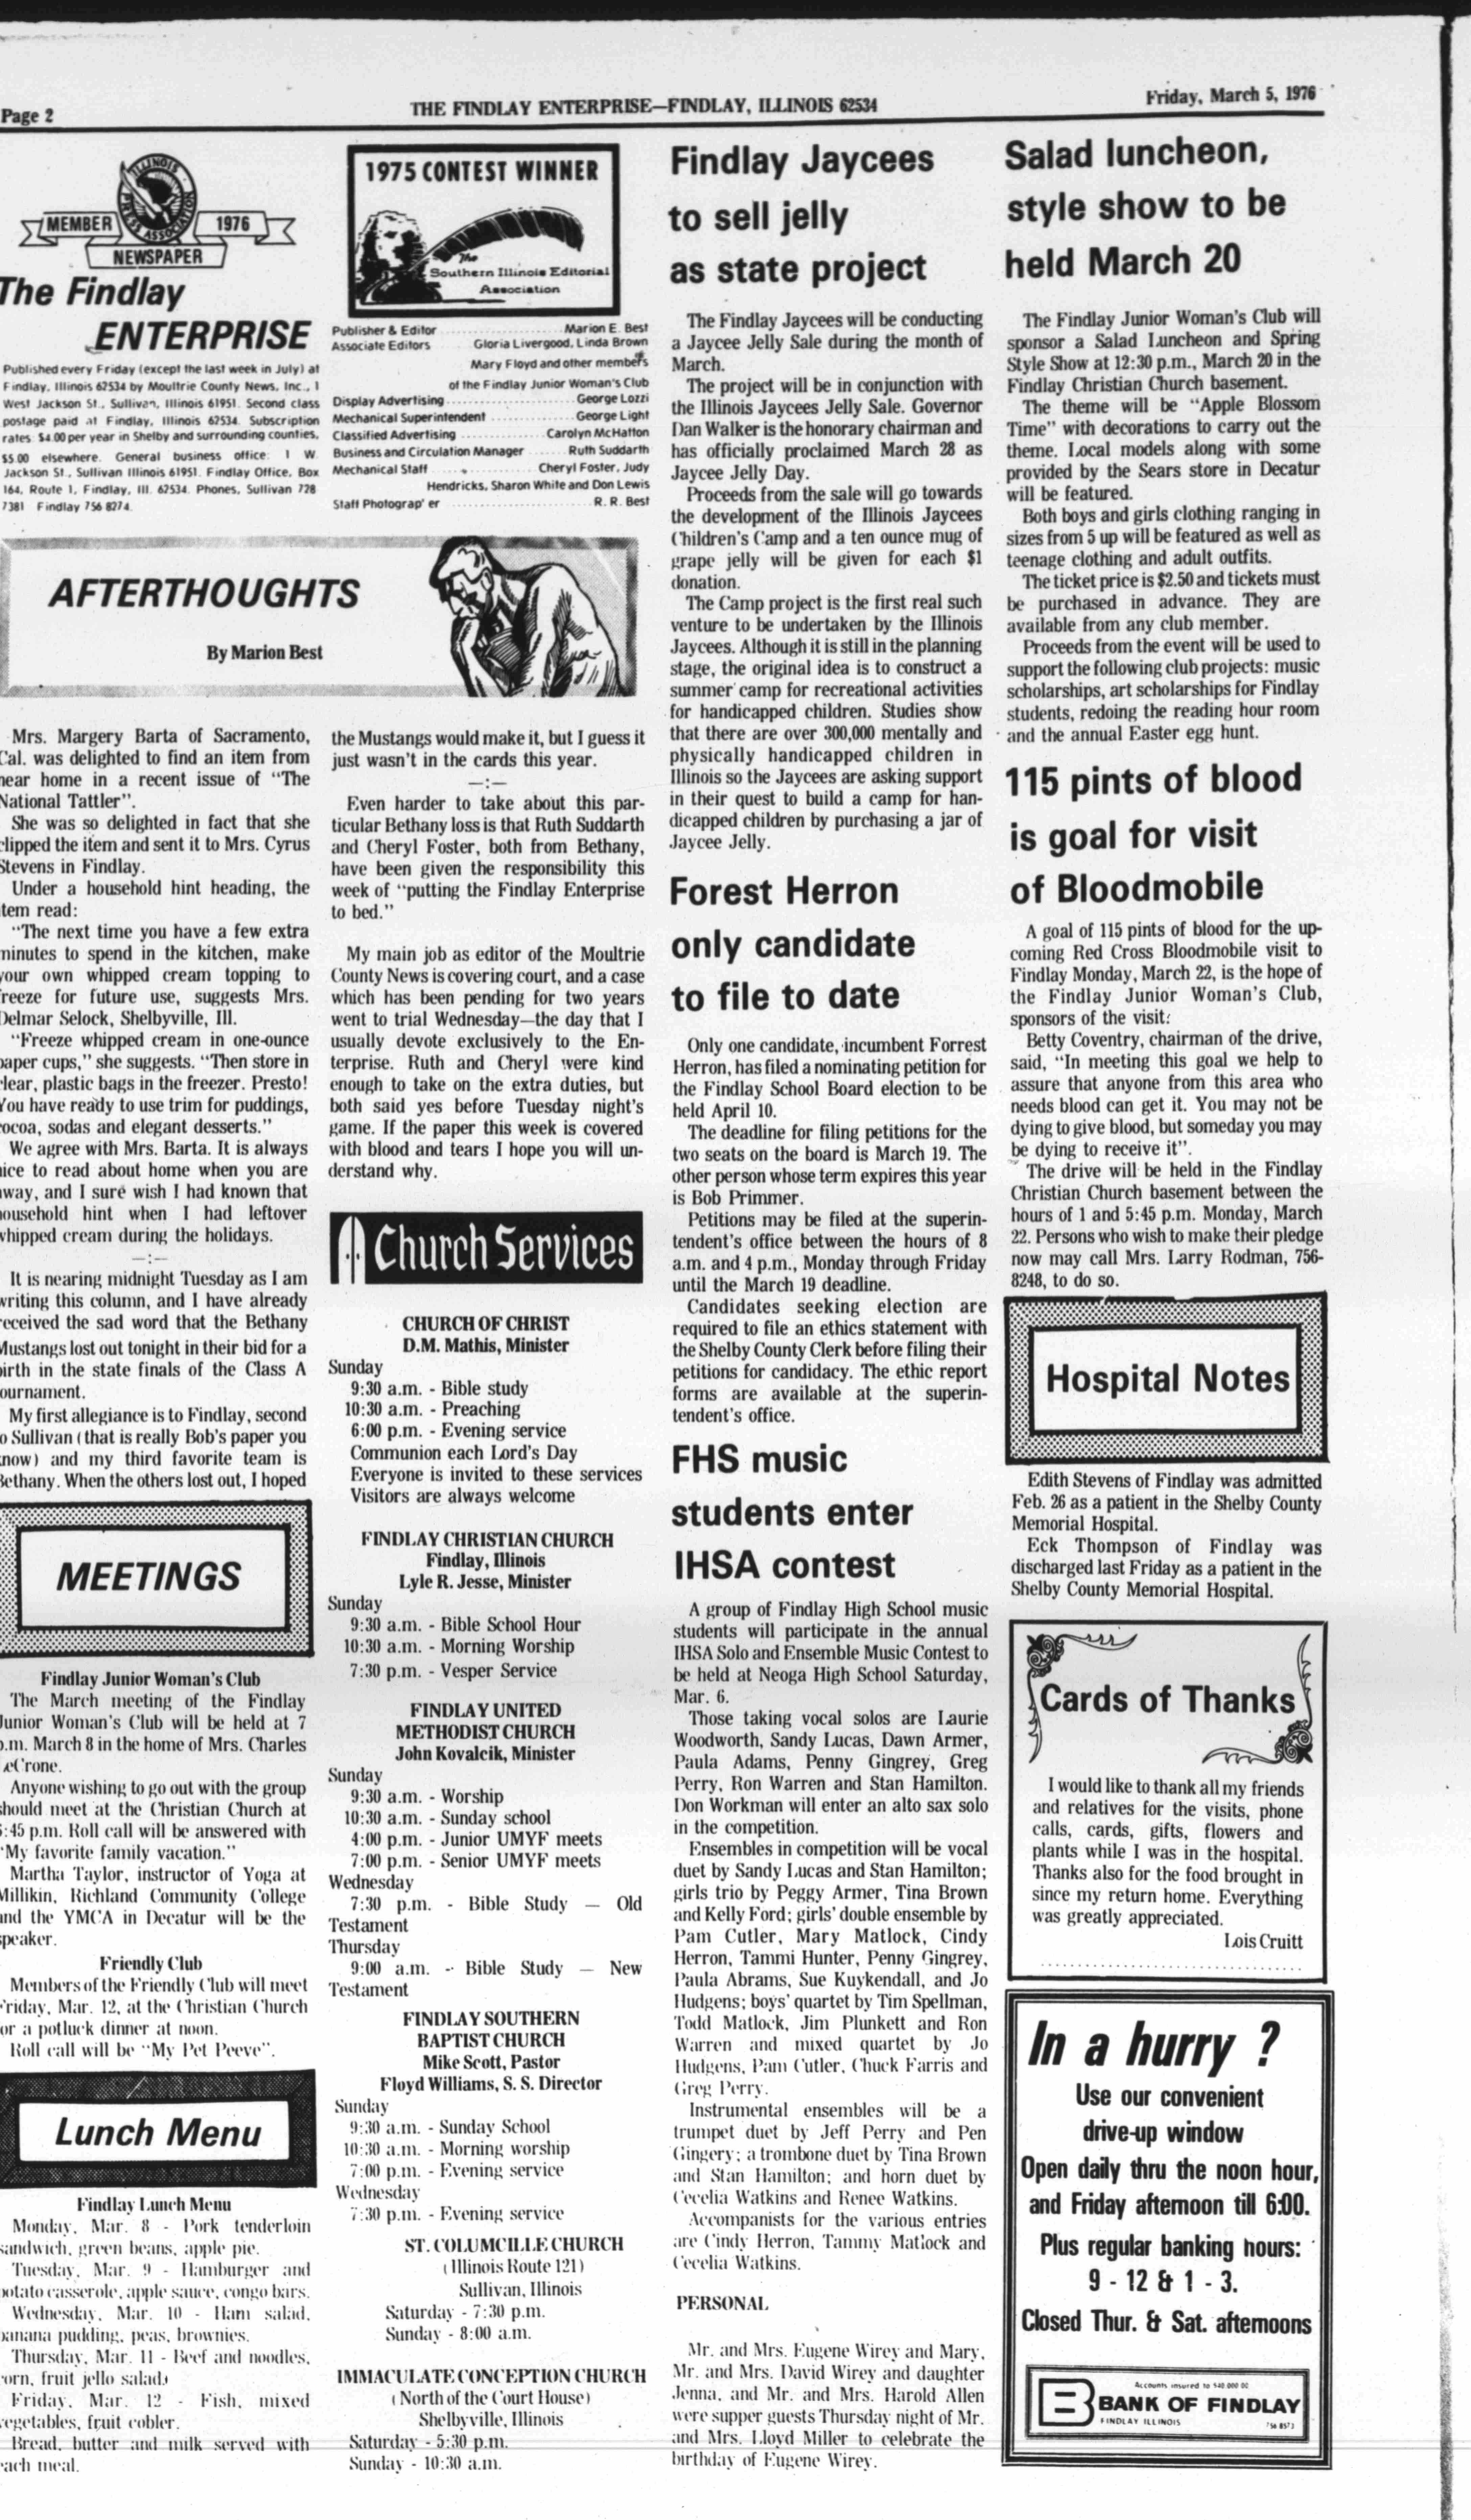 Page 2
THE FINDLAY ENTERPRISE—FINDLAY, ILLINOIS 62534
Friday, March 5, 1976
ILLINOIS
PRESS ASSOCIATION
MEMBER
1976
NEWSPAPER
The Findlay
ENTERPRISE
Published every Friday (except the last week in July) at
Findlay, Illinois 62534 by Moultrie County News, Inc., 1
West Jackson St., Sullivan, Illinois 61951. Second class
postage paid at Findlay, Illinois 62534. Subscription
rates $4.00 per year in Shelby and surrounding counties,
$5.00 elsewhere. General business office: 1 W.
Jackson St., Sullivan Illinois 61951. Findlay Office, Box
164, Route 1, Findlay, Ill. 62534. Phones, Sullivan 728
7381 Findlay 756 8274.
1975 CONTEST WINNER
The
Southern Illinois Editorial
Association
Publisher & Editor Marion E. Best
Associate Editors Gloria Livergood, Linda Brown
Mary Floyd and other members
of the Findlay Junior Woman's Club
Display Advertising George Lozzi
Mechanical Superintendent George Light
Classified Advertising Carolyn McHatton
Business and Circulation Manager Ruth Suddarth
Mechanical Staff Cheryl Foster, Judy
Hendricks, Sharon White and Don Lewis
Staff Photograp' er R. R. Best
AFTERTHOUGHTS
By Marion Best
Mrs. Margery Barta of Sacramento,
Cal. was delighted to find an item from
near home in a recent issue of "The
National Tattler".
She was so delighted in fact that she
clipped the item and sent it to Mrs. Cyrus
Stevens in Findlay.
Under a household hint heading, the
item read:
"The next time you have a few extra
minutes to spend in the kitchen, make
your own whipped cream topping to
freeze for future use, suggests Mrs.
Delmar Selock, Shelbyville, Ill.
"Freeze whipped cream in one-ounce
paper cups," she suggests. "Then store in
clear, plastic bags in the freezer. Presto!
You have ready to use trim for puddings,
cocoa, sodas and elegant desserts."
We agree with Mrs. Barta. It is always
nice to read about home when you are
away, and I sure wish I had known that
household hint when I had leftover
whipped cream during the holidays.
—:—
It is nearing midnight Tuesday as I am
writing this column, and I have already
received the sad word that the Bethany
Mustangs lost out tonight in their bid for a
birth in the state finals of the Class A
tournament.
My first allegiance is to Findlay, second
to Sullivan (that is really Bob's paper you
know) and my third favorite team is
Bethany. When the others lost out, I hoped
the Mustangs would make it, but I guess it
just wasn't in the cards this year.
—:—
Even harder to take about this par-
ticular Bethany loss is that Ruth Suddarth
and Cheryl Foster, both from Bethany,
have been given the responsibility this
week of "putting the Findlay Enterprise
to bed."
My main job as editor of the Moultrie
County News is covering court, and a case
which has been pending for two years
went to trial Wednesday—the day that I
usually devote exclusively to the En-
terprise. Ruth and Cheryl were kind
enough to take on the extra duties, but
both said yes before Tuesday night's
game. If the paper this week is covered
with blood and tears I hope you will un-
derstand why.
MEETINGS
Findlay Junior Woman's Club
The March meeting of the Findlay
Junior Woman's Club will be held at 7
p.m. March 8 in the home of Mrs. Charles
LeCrone.
Anyone wishing to go out with the group
should meet at the Christian Church at
6:45 p.m. Roll call will be answered with
"My favorite family vacation."
Martha Taylor, instructor of Yoga at
Millikin, Richland Community College
and the YMCA in Decatur will be the
speaker.
Friendly Club
Members of the Friendly Club will meet
Friday, Mar. 12, at the Christian Church
for a potluck dinner at noon.
Roll call will be "My Pet Peeve".
Lunch Menu
Findlay Lunch Menu
Monday, Mar. 8 - Pork tenderloin
sandwich, green beans, apple pie.
Tuesday, Mar. 9 - Hamburger and
potato casserole, apple sauce, congo bars.
Wednesday, Mar. 10 - Ham salad,
banana pudding, peas, brownies.
Thursday, Mar. 11 - Beef and noodles,
corn, fruit jello salad.
Friday, Mar. 12 - Fish, mixed
vegetables, fruit cobler.
Bread, butter and milk served with
each meal.
Church Services
CHURCH OF CHRIST
D.M. Mathis, Minister
Sunday
9:30 a.m. - Bible study
10:30 a.m. - Preaching
6:00 p.m. - Evening service
Communion each Lord's Day
Everyone is invited to these services
Visitors are always welcome
FINDLAY CHRISTIAN CHURCH
Findlay, Illinois
Lyle R. Jesse, Minister
Sunday
9:30 a.m. - Bible School Hour
10:30 a.m. - Morning Worship
7:30 p.m. - Vesper Service
FINDLAY UNITED
METHODIST CHURCH
John Kovalcik, Minister
Sunday
9:30 a.m. - Worship
10:30 a.m. - Sunday school
4:00 p.m. - Junior UMYF meets
7:00 p.m. - Senior UMYF meets
Wednesday
7:30 p.m. - Bible Study — Old
Testament
Thursday
9:00 a.m. - Bible Study — New
Testament
FINDLAY SOUTHERN
BAPTIST CHURCH
Mike Scott, Pastor
Floyd Williams, S. S. Director
Sunday
9:30 a.m. - Sunday School
10:30 a.m. - Morning worship
7:00 p.m. - Evening service
Wednesday
7:30 p.m. - Evening service
ST. COLUMCILLE CHURCH
(Illinois Route 121)
Sullivan, Illinois
Saturday - 7:30 p.m.
Sunday - 8:00 a.m.
IMMACULATE CONCEPTION CHURCH
(North of the Court House)
Shelbyville, Illinois
Saturday - 5:30 p.m.
Sunday - 10:30 a.m.
Findlay Jaycees
to sell jelly
as state project
The Findlay Jaycees will be conducting
a Jaycee Jelly Sale during the month of
March.
The project will be in conjunction with
the Illinois Jaycees Jelly Sale. Governor
Dan Walker is the honorary chairman and
has officially proclaimed March 28 as
Jaycee Jelly Day.
Proceeds from the sale will go towards
the development of the Illinois Jaycees
Children's Camp and a ten ounce mug of
grape jelly will be given for each $1
donation.
The Camp project is the first real such
venture to be undertaken by the Illinois
Jaycees. Although it is still in the planning
stage, the original idea is to construct a
summer camp for recreational activities
for handicapped children. Studies show
that there are over 300,000 mentally and
physically handicapped children in
Illinois so the Jaycees are asking support
in their quest to build a camp for han-
dicapped children by purchasing a jar of
Jaycee Jelly.
Forest Herron
only candidate
to file to date
Only one candidate, incumbent Forrest
Herron, has filed a nominating petition for
the Findlay School Board election to be
held April 10.
The deadline for filing petitions for the
two seats on the board is March 19. The
other person whose term expires this year
is Bob Primmer.
Petitions may be filed at the superin-
tendent's office between the hours of 8
a.m. and 4 p.m., Monday through Friday
until the March 19 deadline.
Candidates seeking election are
required to file an ethics statement with
the Shelby County Clerk before filing their
petitions for candidacy. The ethic report
forms are available at the superin-
tendent's office.
FHS music
students enter
IHSA contest
A group of Findlay High School music
students will participate in the annual
IHSA Solo and Ensemble Music Contest to
be held at Neoga High School Saturday,
Mar. 6.
Those taking vocal solos are Laurie
Woodworth, Sandy Lucas, Dawn Armer,
Paula Adams, Penny Gingrey, Greg
Perry, Ron Warren and Stan Hamilton.
Don Workman will enter an alto sax solo
in the competition.
Ensembles in competition will be vocal
duet by Sandy Lucas and Stan Hamilton;
girls trio by Peggy Armer, Tina Brown
and Kelly Ford; girls' double ensemble by
Pam Cutler, Mary Matlock, Cindy
Herron, Tammi Hunter, Penny Gingrey,
Paula Abrams, Sue Kuykendall, and Jo
Hudgens; boys' quartet by Tim Spellman,
Todd Matlock, Jim Plunkett and Ron
Warren and mixed quartet by Jo
Hudgens, Pam Cutler, Chuck Farris and
Greg Perry.
Instrumental ensembles will be a
trumpet duet by Jeff Perry and Pen
Gingery; a trombone duet by Tina Brown
and Stan Hamilton; and horn duet by
Cecelia Watkins and Renee Watkins.
Accompanists for the various entries
are Cindy Herron, Tammy Matlock and
Cecelia Watkins.
PERSONAL
Mr. and Mrs. Eugene Wirey and Mary,
Mr. and Mrs. David Wirey and daughter
Jenna, and Mr. and Mrs. Harold Allen
were supper guests Thursday night of Mr.
and Mrs. Lloyd Miller to celebrate the
birthday of Eugene Wirey.
Salad luncheon,
style show to be
held March 20
The Findlay Junior Woman's Club will
sponsor a Salad Luncheon and Spring
Style Show at 12:30 p.m., March 20 in the
Findlay Christian Church basement.
The theme will be "Apple Blossom
Time" with decorations to carry out the
theme. Local models along with some
provided by the Sears store in Decatur
will be featured.
Both boys and girls clothing ranging in
sizes from 5 up will be featured as well as
teenage clothing and adult outfits.
The ticket price is $2.50 and tickets must
be purchased in advance. They are
available from any club member.
Proceeds from the event will be used to
support the following club projects: music
scholarships, art scholarships for Findlay
students, redoing the reading hour room
and the annual Easter egg hunt.
115 pints of blood
is goal for visit
of Bloodmobile
A goal of 115 pints of blood for the up-
coming Red Cross Bloodmobile visit to
Findlay Monday, March 22, is the hope of
the Findlay Junior Woman's Club,
sponsors of the visit.
Betty Coventry, chairman of the drive,
said, "In meeting this goal we help to
assure that anyone from this area who
needs blood can get it. You may not be
dying to give blood, but someday you may
be dying to receive it".
The drive will be held in the Findlay
Christian Church basement between the
hours of 1 and 5:45 p.m. Monday, March
22. Persons who wish to make their pledge
now may call Mrs. Larry Rodman, 756-
8248, to do so.
Hospital Notes
Edith Stevens of Findlay was admitted
Feb. 26 as a patient in the Shelby County
Memorial Hospital.
Eck Thompson of Findlay was
discharged last Friday as a patient in the
Shelby County Memorial Hospital.
Cards of Thanks
I would like to thank all my friends
and relatives for the visits, phone
calls, cards, gifts, flowers and
plants while I was in the hospital.
Thanks also for the food brought in
since my return home. Everything
was greatly appreciated.
Lois Cruitt
In a hurry ?
Use our convenient
drive-up window
Open daily thru the noon hour,
and Friday afternoon till 6:00.
Plus regular banking hours:
9 - 12 & 1 - 3.
Closed Thur. & Sat. afternoons
Accounts insured to $40,000.00
BANK OF FINDLAY
FINDLAY ILLINOIS
756 8573